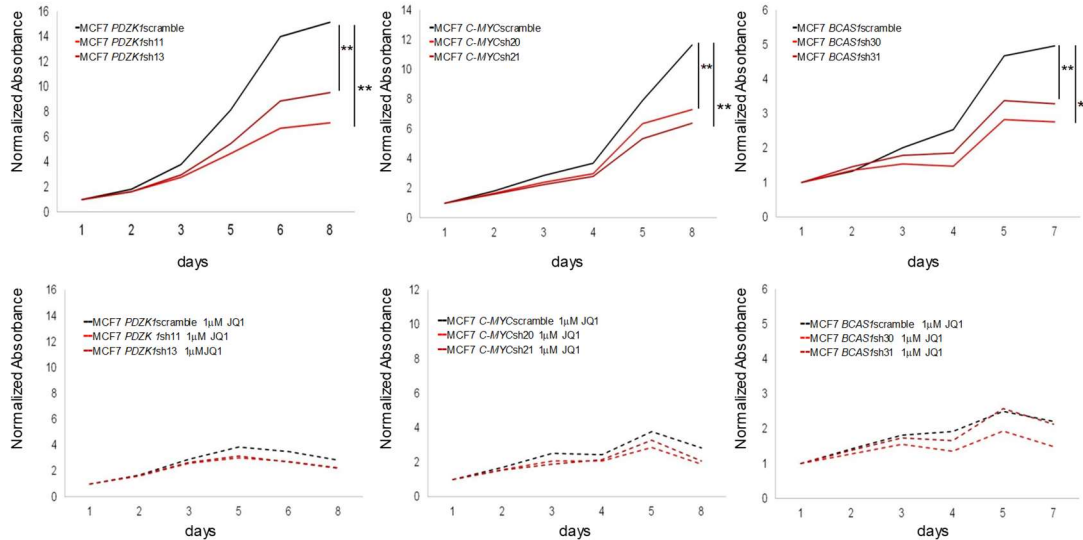 MCF7 PDZK1scramble
MCF7 PDZK1sh11
MCF7 PDZK1sh13
**
**
Normalized Absorbance
16
14
12
10
8
6
4
2
0
1 2 3 5 6 8
days
MCF7 C-MYCscramble
MCF7 C-MYCsh20
MCF7 C-MYCsh21
**
**
Normalized Absorbance
14
12
10
8
6
4
2
0
1 2 3 4 5 8
days
MCF7 BCAS1scramble
MCF7 BCAS1sh30
MCF7 BCAS1sh31
**
*
Normalized Absorbance
6
5
4
3
2
1
0
1 2 3 4 5 7
days
MCF7 PDZK1scramble 1µM JQ1
MCF7 PDZK1sh11 1µM JQ1
MCF7 PDZK1sh13 1µMJQ1
Normalized Absorbance
16
14
12
10
8
6
4
2
0
1 2 3 5 6 8
days
MCF7 C-MYCscramble 1µM JQ1
MCF7 C-MYCsh20 1µM JQ1
MCF7 C-MYCsh21 1µM JQ1
Normalized Absorbance
12
10
8
6
4
2
0
1 2 3 4 5 8
days
MCF7 BCAS1scramble 1µM JQ1
MCF7 BCAS1sh30 1µM JQ1
MCF7 BCAS1sh31 1µM JQ1
Normalized Absorbance
6
5
4
3
2
1
0
1 2 3 4 5 7
days